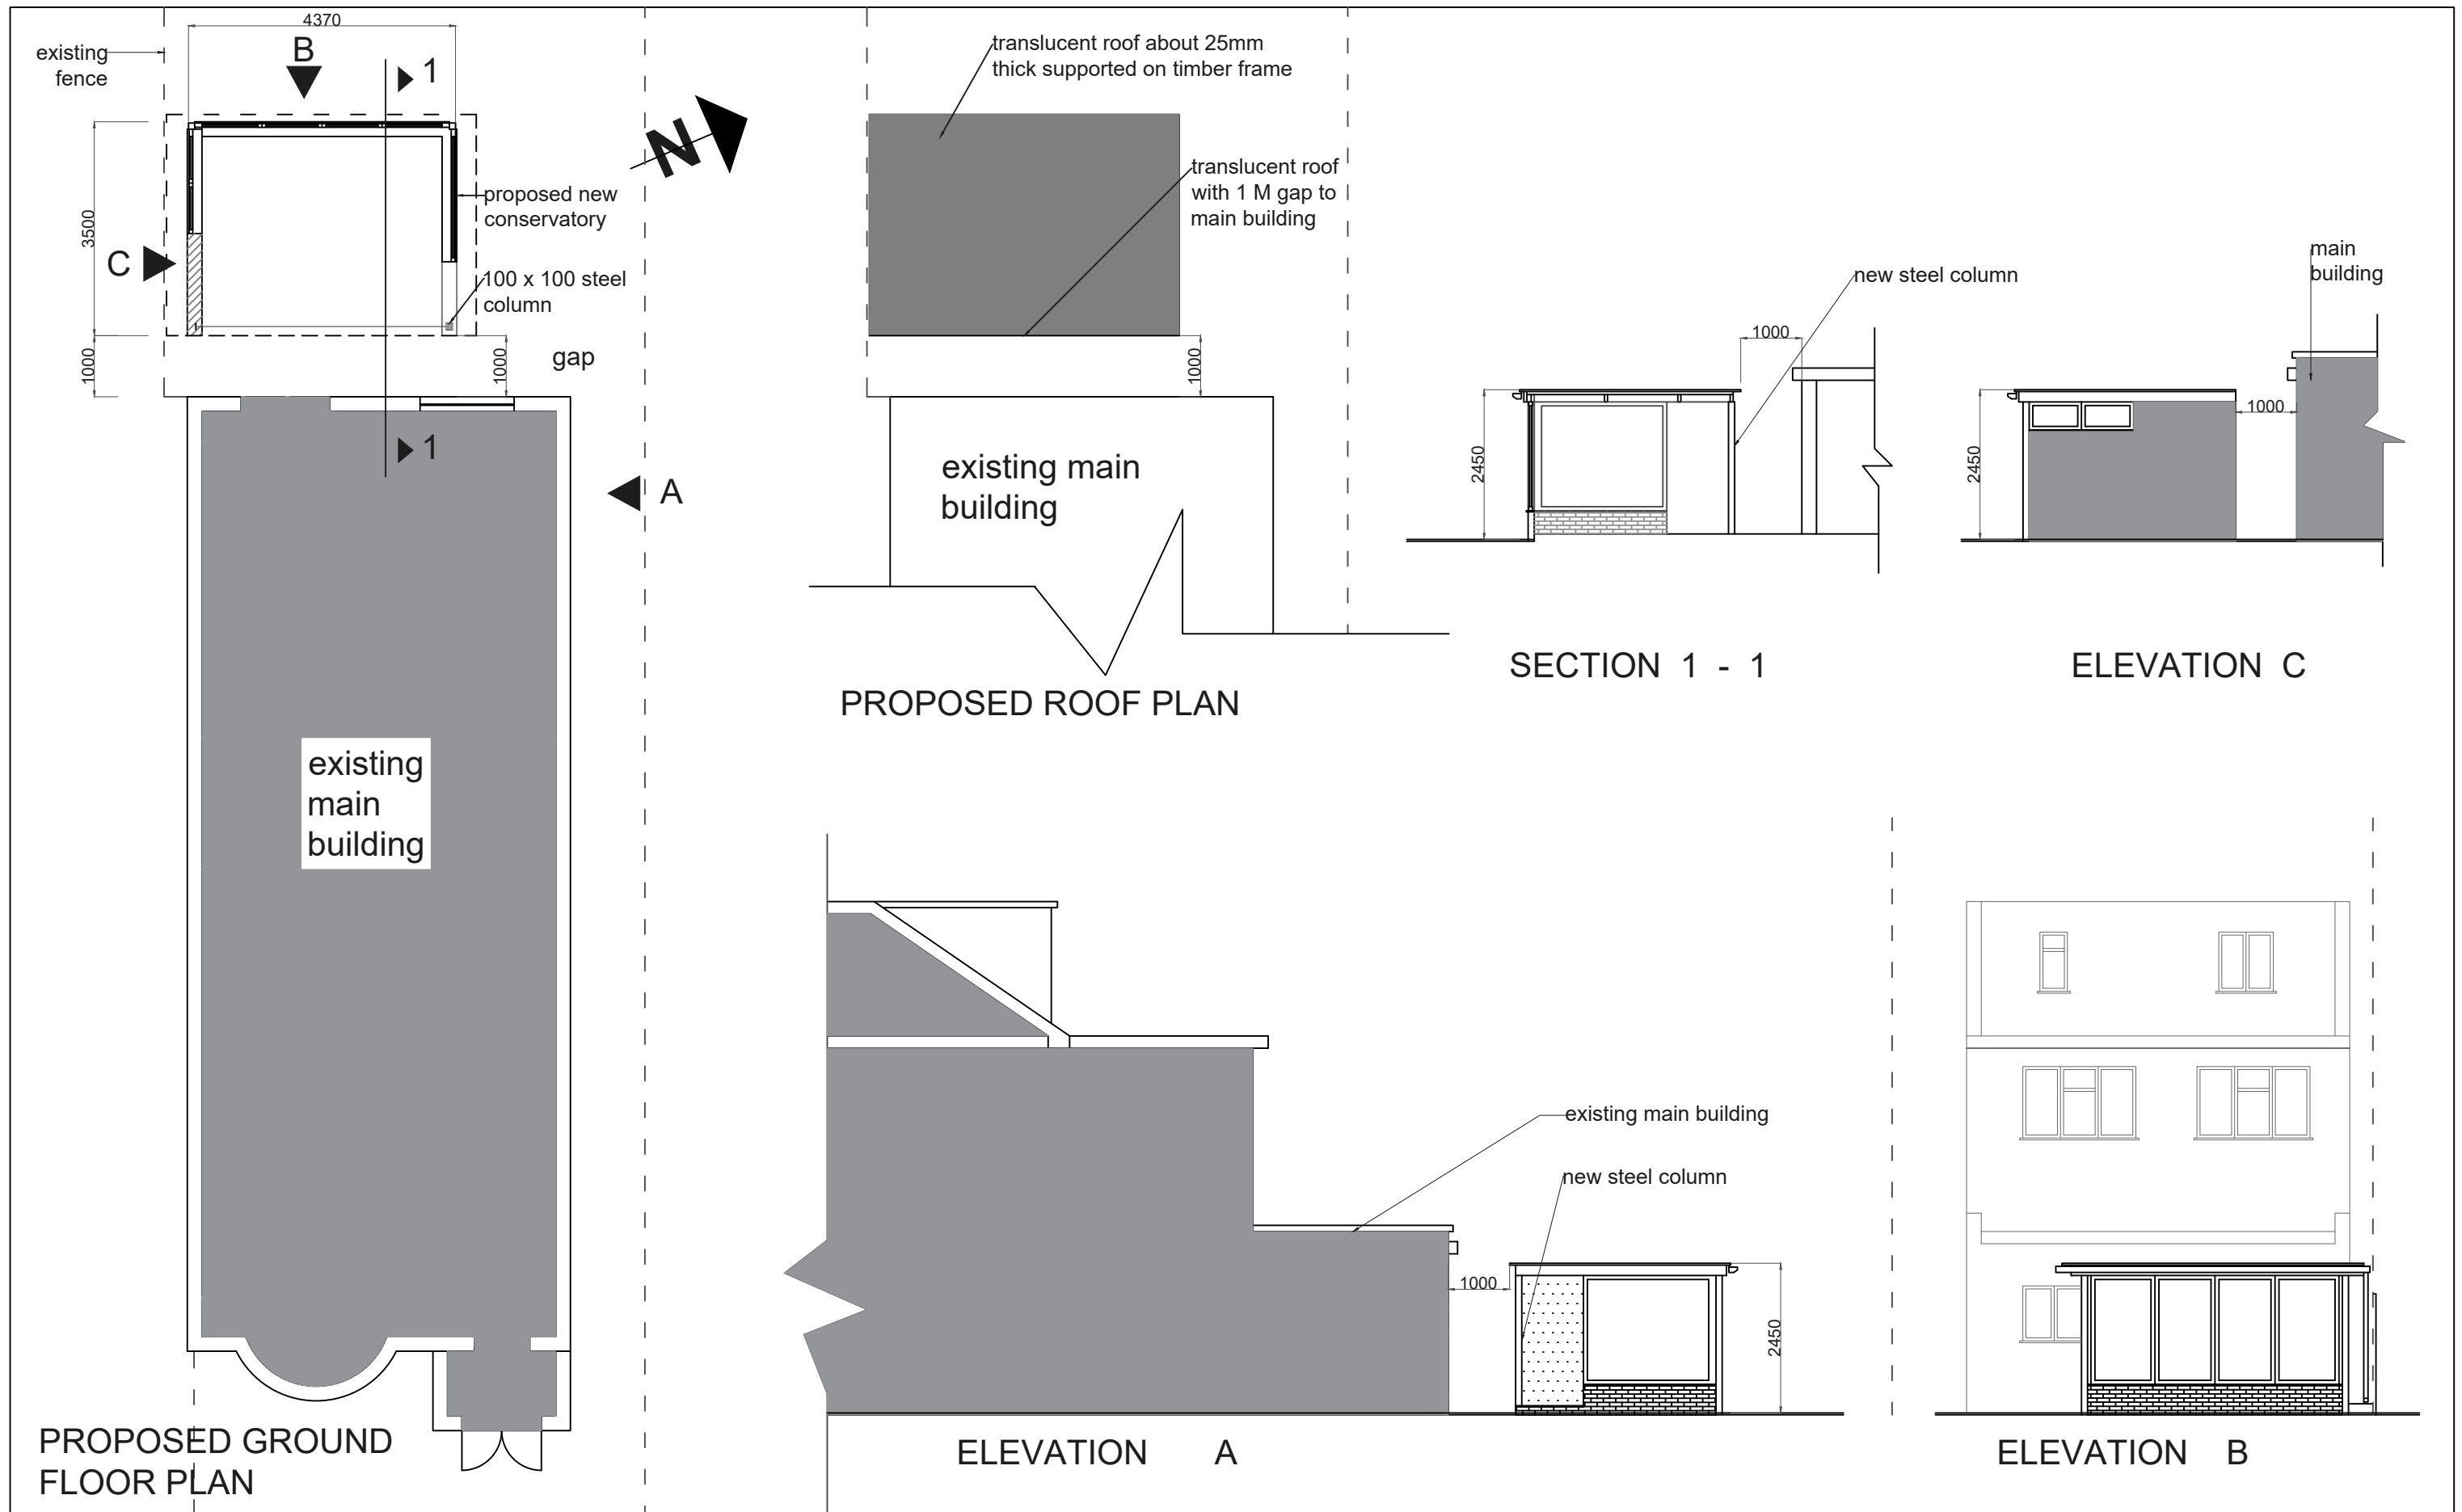 4370
existing
fence
B
1
3500
proposed new
conservatory
C
100 x 100 steel
column
1000
1000
gap
1
A
existing
main
building
PROPOSED GROUND
FLOOR PLAN
N
translucent roof about 25mm
thick supported on timber frame
translucent roof
with 1 M gap to
main building
1000
existing main
building
PROPOSED ROOF PLAN
new steel column
1000
2450
SECTION 1 - 1
main
building
1000
2450
ELEVATION C
existing main building
new steel column
1000
2450
ELEVATION A
ELEVATION B